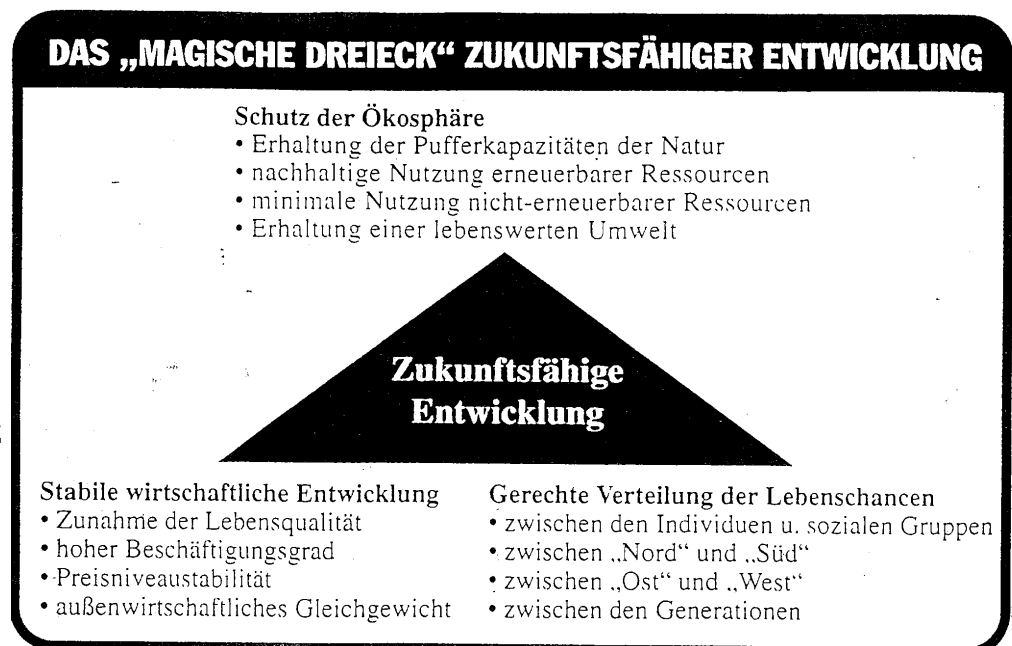 DAS „MAGISCHE DREIECK“ ZUKUNFTSFÄHIGER ENTWICKLUNG
Schutz der Ökosphäre
• Erhaltung der Pufferkapazitäten der Natur
• nachhaltige Nutzung erneuerbarer Ressourcen
• minimale Nutzung nicht-erneuerbarer Ressourcen
• Erhaltung einer lebenswerten Umwelt
Zukunftsfähige
Entwicklung
Stabile wirtschaftliche Entwicklung
• Zunahme der Lebensqualität
• hoher Beschäftigungsgrad
• Preisniveaustabilität
• außenwirtschaftliches Gleichgewicht
Gerechte Verteilung der Lebenschancen
• zwischen den Individuen u. sozialen Gruppen
• zwischen „Nord“ und „Süd“
• zwischen „Ost“ und „West“
• zwischen den Generationen